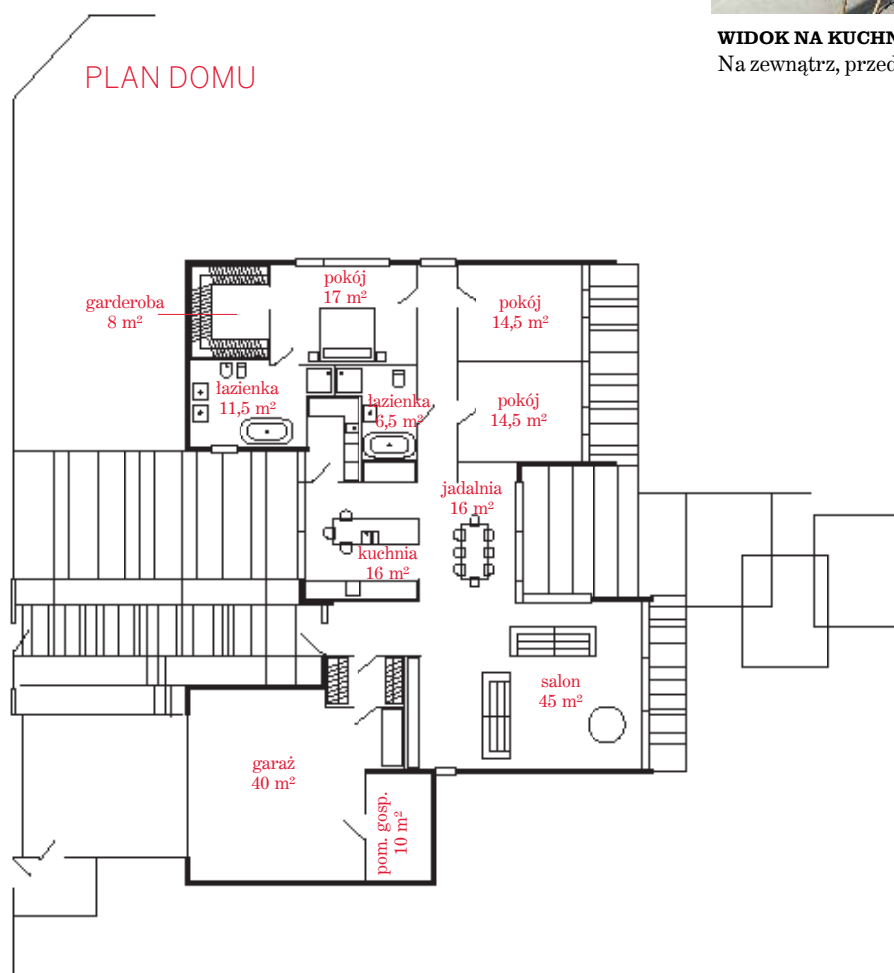 WIDOK NA KUCHN
Na zewnątrz, przed
PLAN DOMU
garderoba
8 m²
pokój
17 m²
pokój
14,5 m²
łazienka
11,5 m²
łazienka
6,5 m²
pokój
14,5 m²
jadalnia
16 m²
kuchnia
16 m²
salon
45 m²
garaż
40 m²
pom. gosp.
10 m²